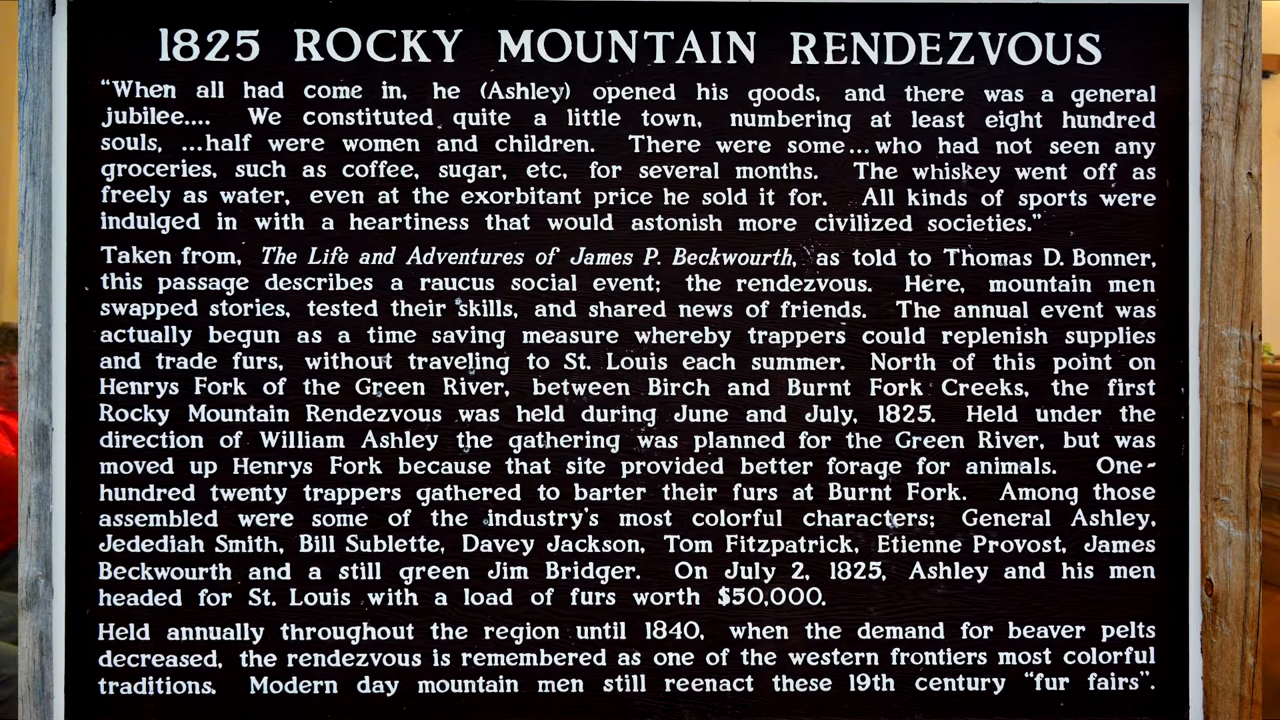 1825 ROCKY MOUNTAIN RENDEZVOUS
"When all had come in, he (Ashley) opened his goods, and there was a general
jubilee.... We constituted quite a little town, numbering at least eight hundred
souls, ...half were women and children. There were some...who had not seen any
groceries, such as coffee, sugar, etc, for several months. The whiskey went off as
freely as water, even at the exorbitant price he sold it for. All kinds of sports were
indulged in with a heartiness that would astonish more civilized societies."
Taken from, The Life and Adventures of James P. Beckwourth, as told to Thomas D. Bonner,
this passage describes a raucus social event; the rendezvous. Here, mountain men
swapped stories, tested their skills, and shared news of friends. The annual event was
actually begun as a time saving measure whereby trappers could replenish supplies
and trade furs, without traveling to St. Louis each summer. North of this point on
Henrys Fork of the Green River, between Birch and Burnt Fork Creeks, the first
Rocky Mountain Rendezvous was held during June and July, 1825. Held under the
direction of William Ashley the gathering was planned for the Green River, but was
moved up Henrys Fork because that site provided better forage for animals. One-
hundred twenty trappers gathered to barter their furs at Burnt Fork. Among those
assembled were some of the industry's most colorful characters; General Ashley,
Jedediah Smith, Bill Sublette, Davey Jackson, Tom Fitzpatrick, Etienne Provost, James
Beckwourth and a still green Jim Bridger. On July 2, 1825, Ashley and his men
headed for St. Louis with a load of furs worth $50,000.
Held annually throughout the region until 1840, when the demand for beaver pelts
decreased, the rendezvous is remembered as one of the western frontiers most colorful
traditions. Modern day mountain men still reenact these 19th century "fur fairs".